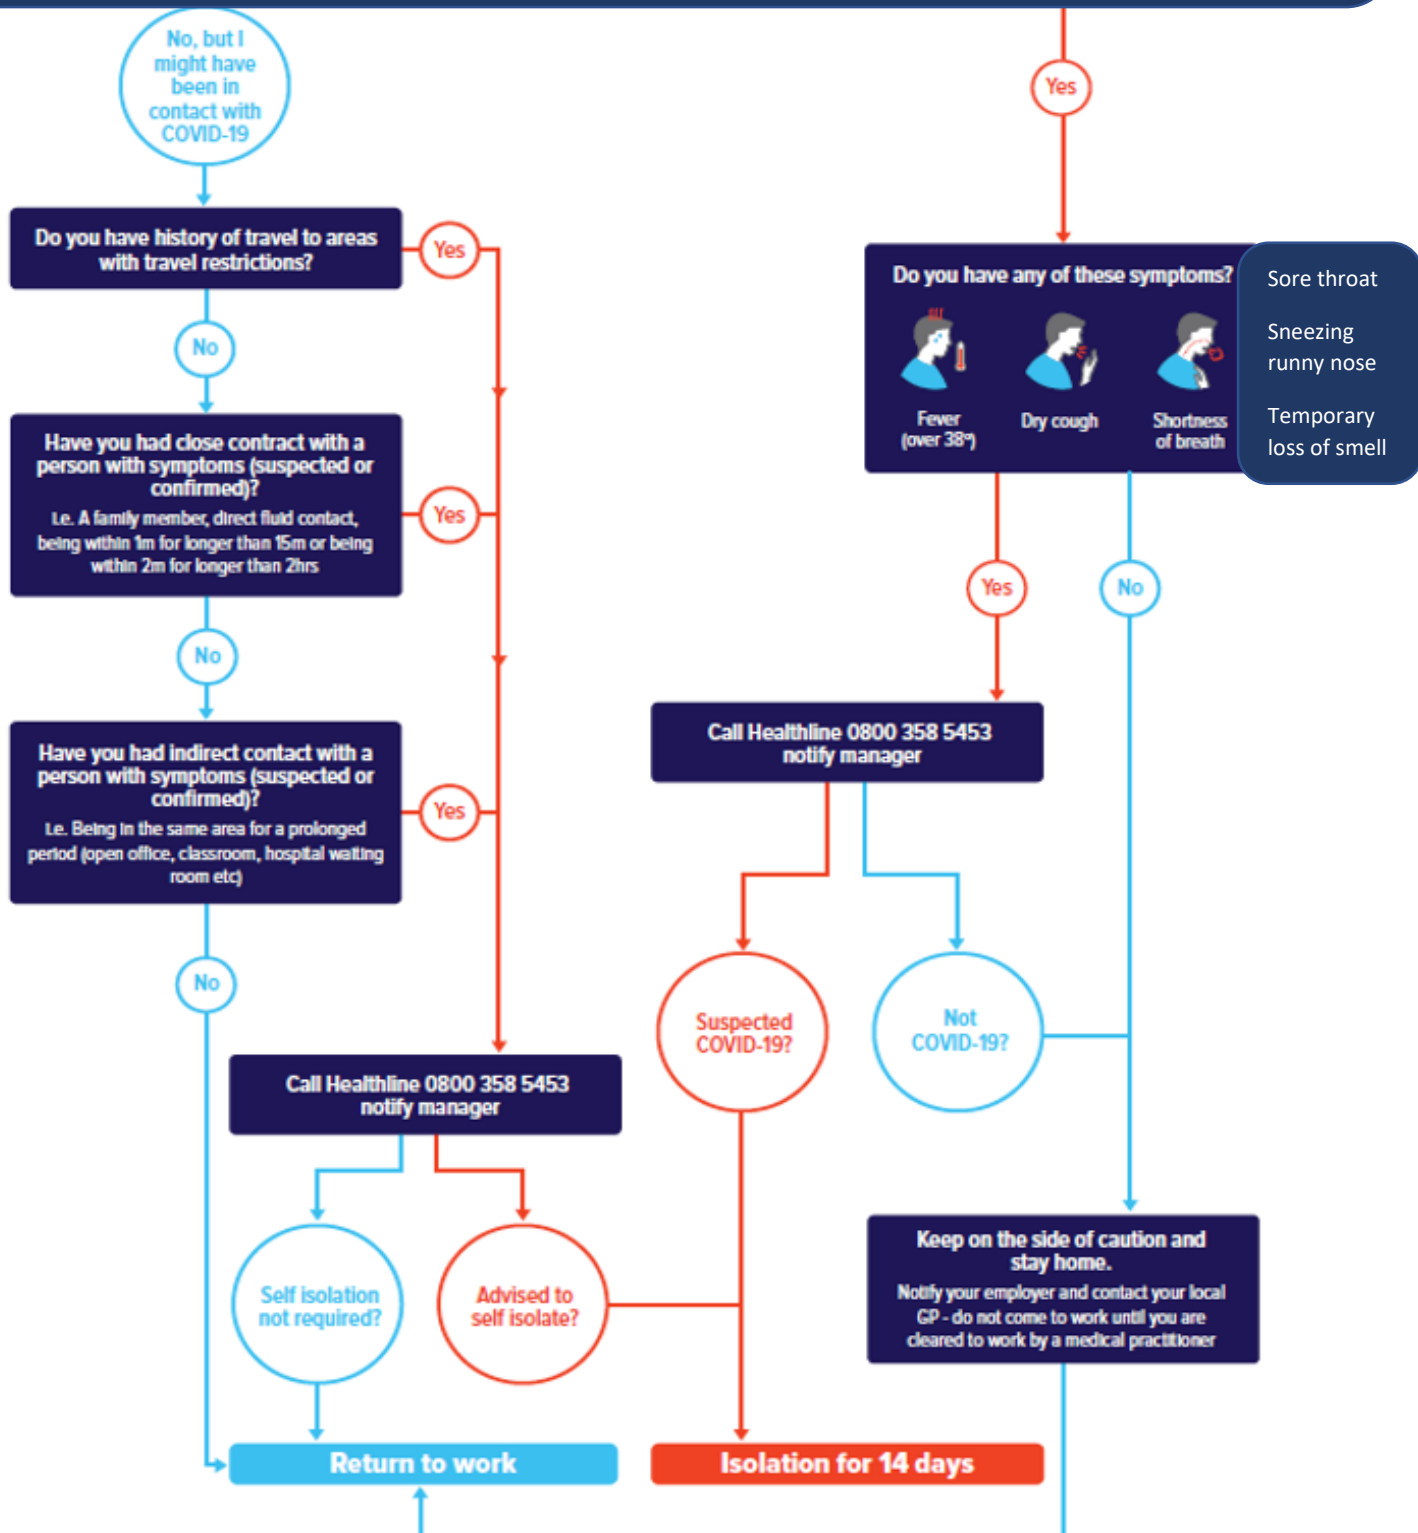 No, but I
might have
been in
contact with
COVID-19
Yes
Do you have history of travel to areas
with travel restrictions?
Yes
No
Have you had close contract with a
person with symptoms (suspected or
confirmed)?
i.e. A family member, direct fluid contact,
being within 1m for longer than 15m or being
within 2m for longer than 2hrs
Yes
No
Have you had indirect contact with a
person with symptoms (suspected or
confirmed)?
i.e. Being in the same area for a prolonged
period (open office, classroom, hospital waiting
room etc)
Yes
No
Call Healthline 0800 358 5453
notify manager
Self isolation
not required?
Advised to
self isolate?
Return to work
Do you have any of these symptoms?
Fever
(over 38°)
Dry cough
Shortness
of breath
Sore throat
Sneezing
runny nose
Temporary
loss of smell
Yes
No
Call Healthline 0800 358 5453
notify manager
Suspected
COVID-19?
Not
COVID-19?
Keep on the side of caution and
stay home.
Notify your employer and contact your local
GP - do not come to work until you are
cleared to work by a medical practitioner
Isolation for 14 days